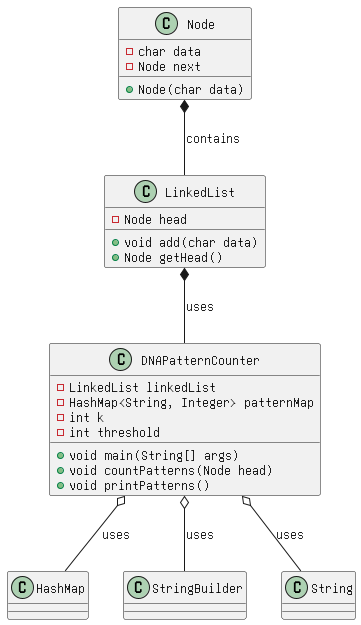 C Node
char data
Node next
Node(char data)
contains
C LinkedList
Node head
void add(char data)
Node getHead()
uses
C DNAPatternCounter
LinkedList linkedList
HashMap<String, Integer> patternMap
int k
int threshold
void main(String[] args)
void countPatterns(Node head)
void printPatterns()
uses uses uses
C HashMap C StringBuilder C String